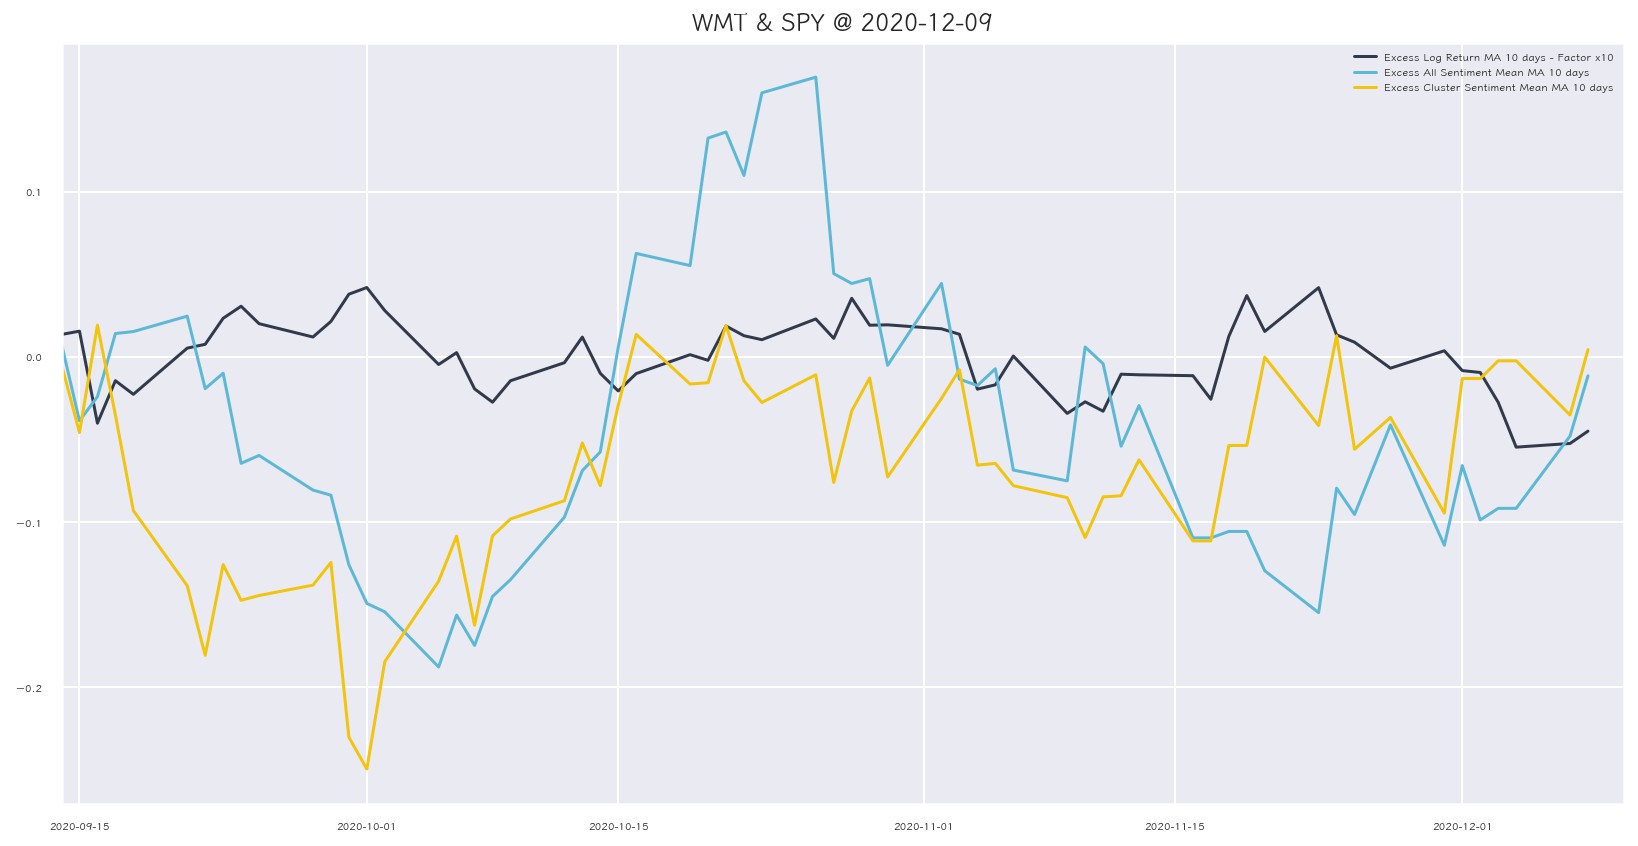 WMT & SPY @ 2020-12-09
Excess Log Return MA 10 days - Factor x10
Excess All Sentiment Mean MA 10 days
Excess Cluster Sentiment Mean MA 10 days
0.1
0.0
−0.1
−0.2
2020-09-15 2020-10-01 2020-10-15 2020-11-01 2020-11-15 2020-12-01